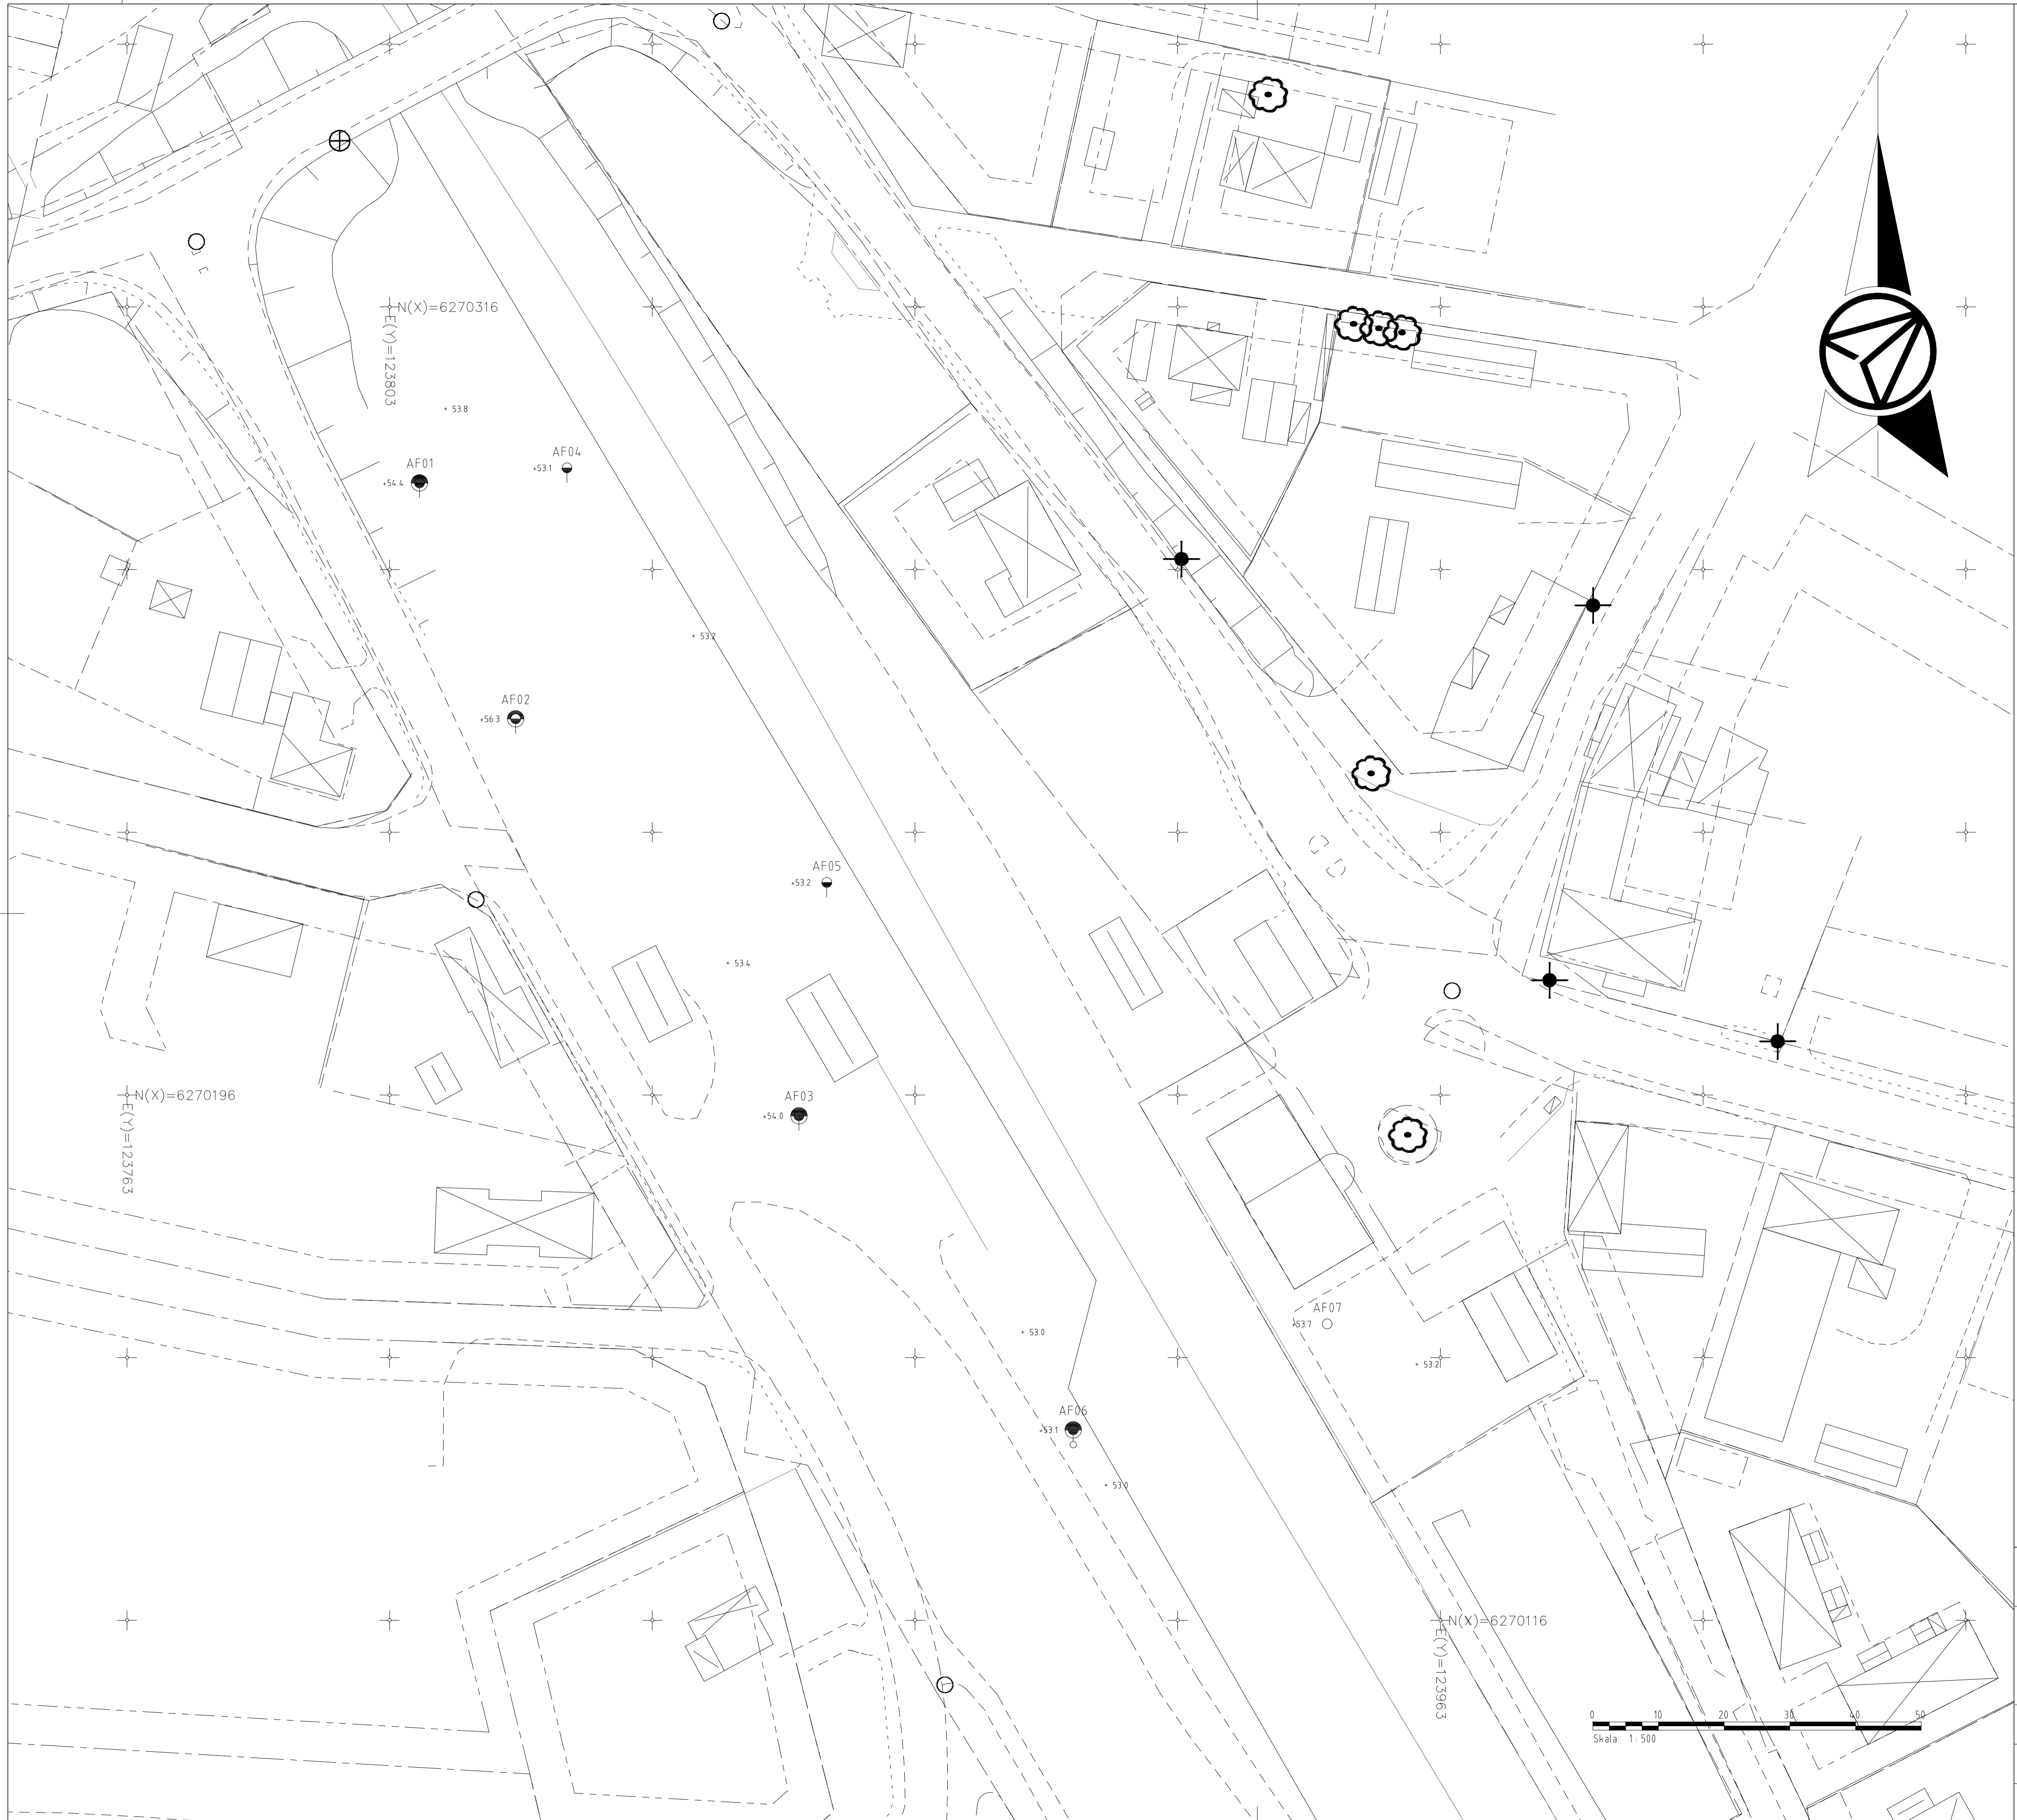 N(X)=6270316
E(Y)=123803
+ 53.8
AF04
+53.1
AF01
+54.4
+ 53.2
AF02
+56.3
AF05
+53.2
+ 53.4
N(X)=6270196
E(Y)=123763
AF03
+54.0
AF07
+53.7
+ 53.0
+ 53.2
AF06
+53.1
+ 53.0
N(X)=6270116
E(Y)=123963
0 10 20 30 40 50
Skala: 1:500